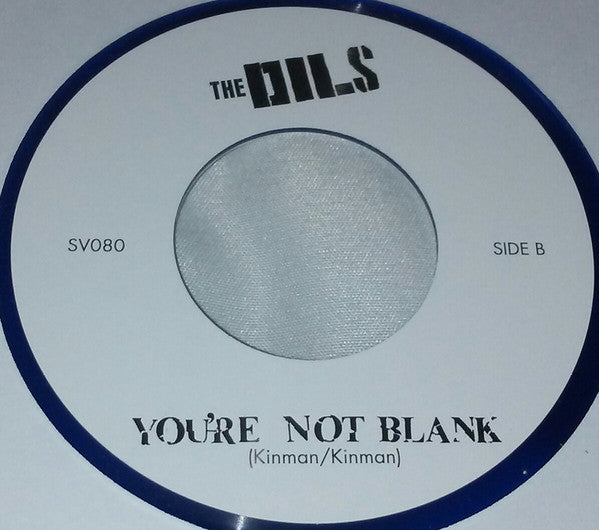 THE DILS
SV080
SIDE B
YOU'RE NOT BLANK
(Kinman/Kinman)